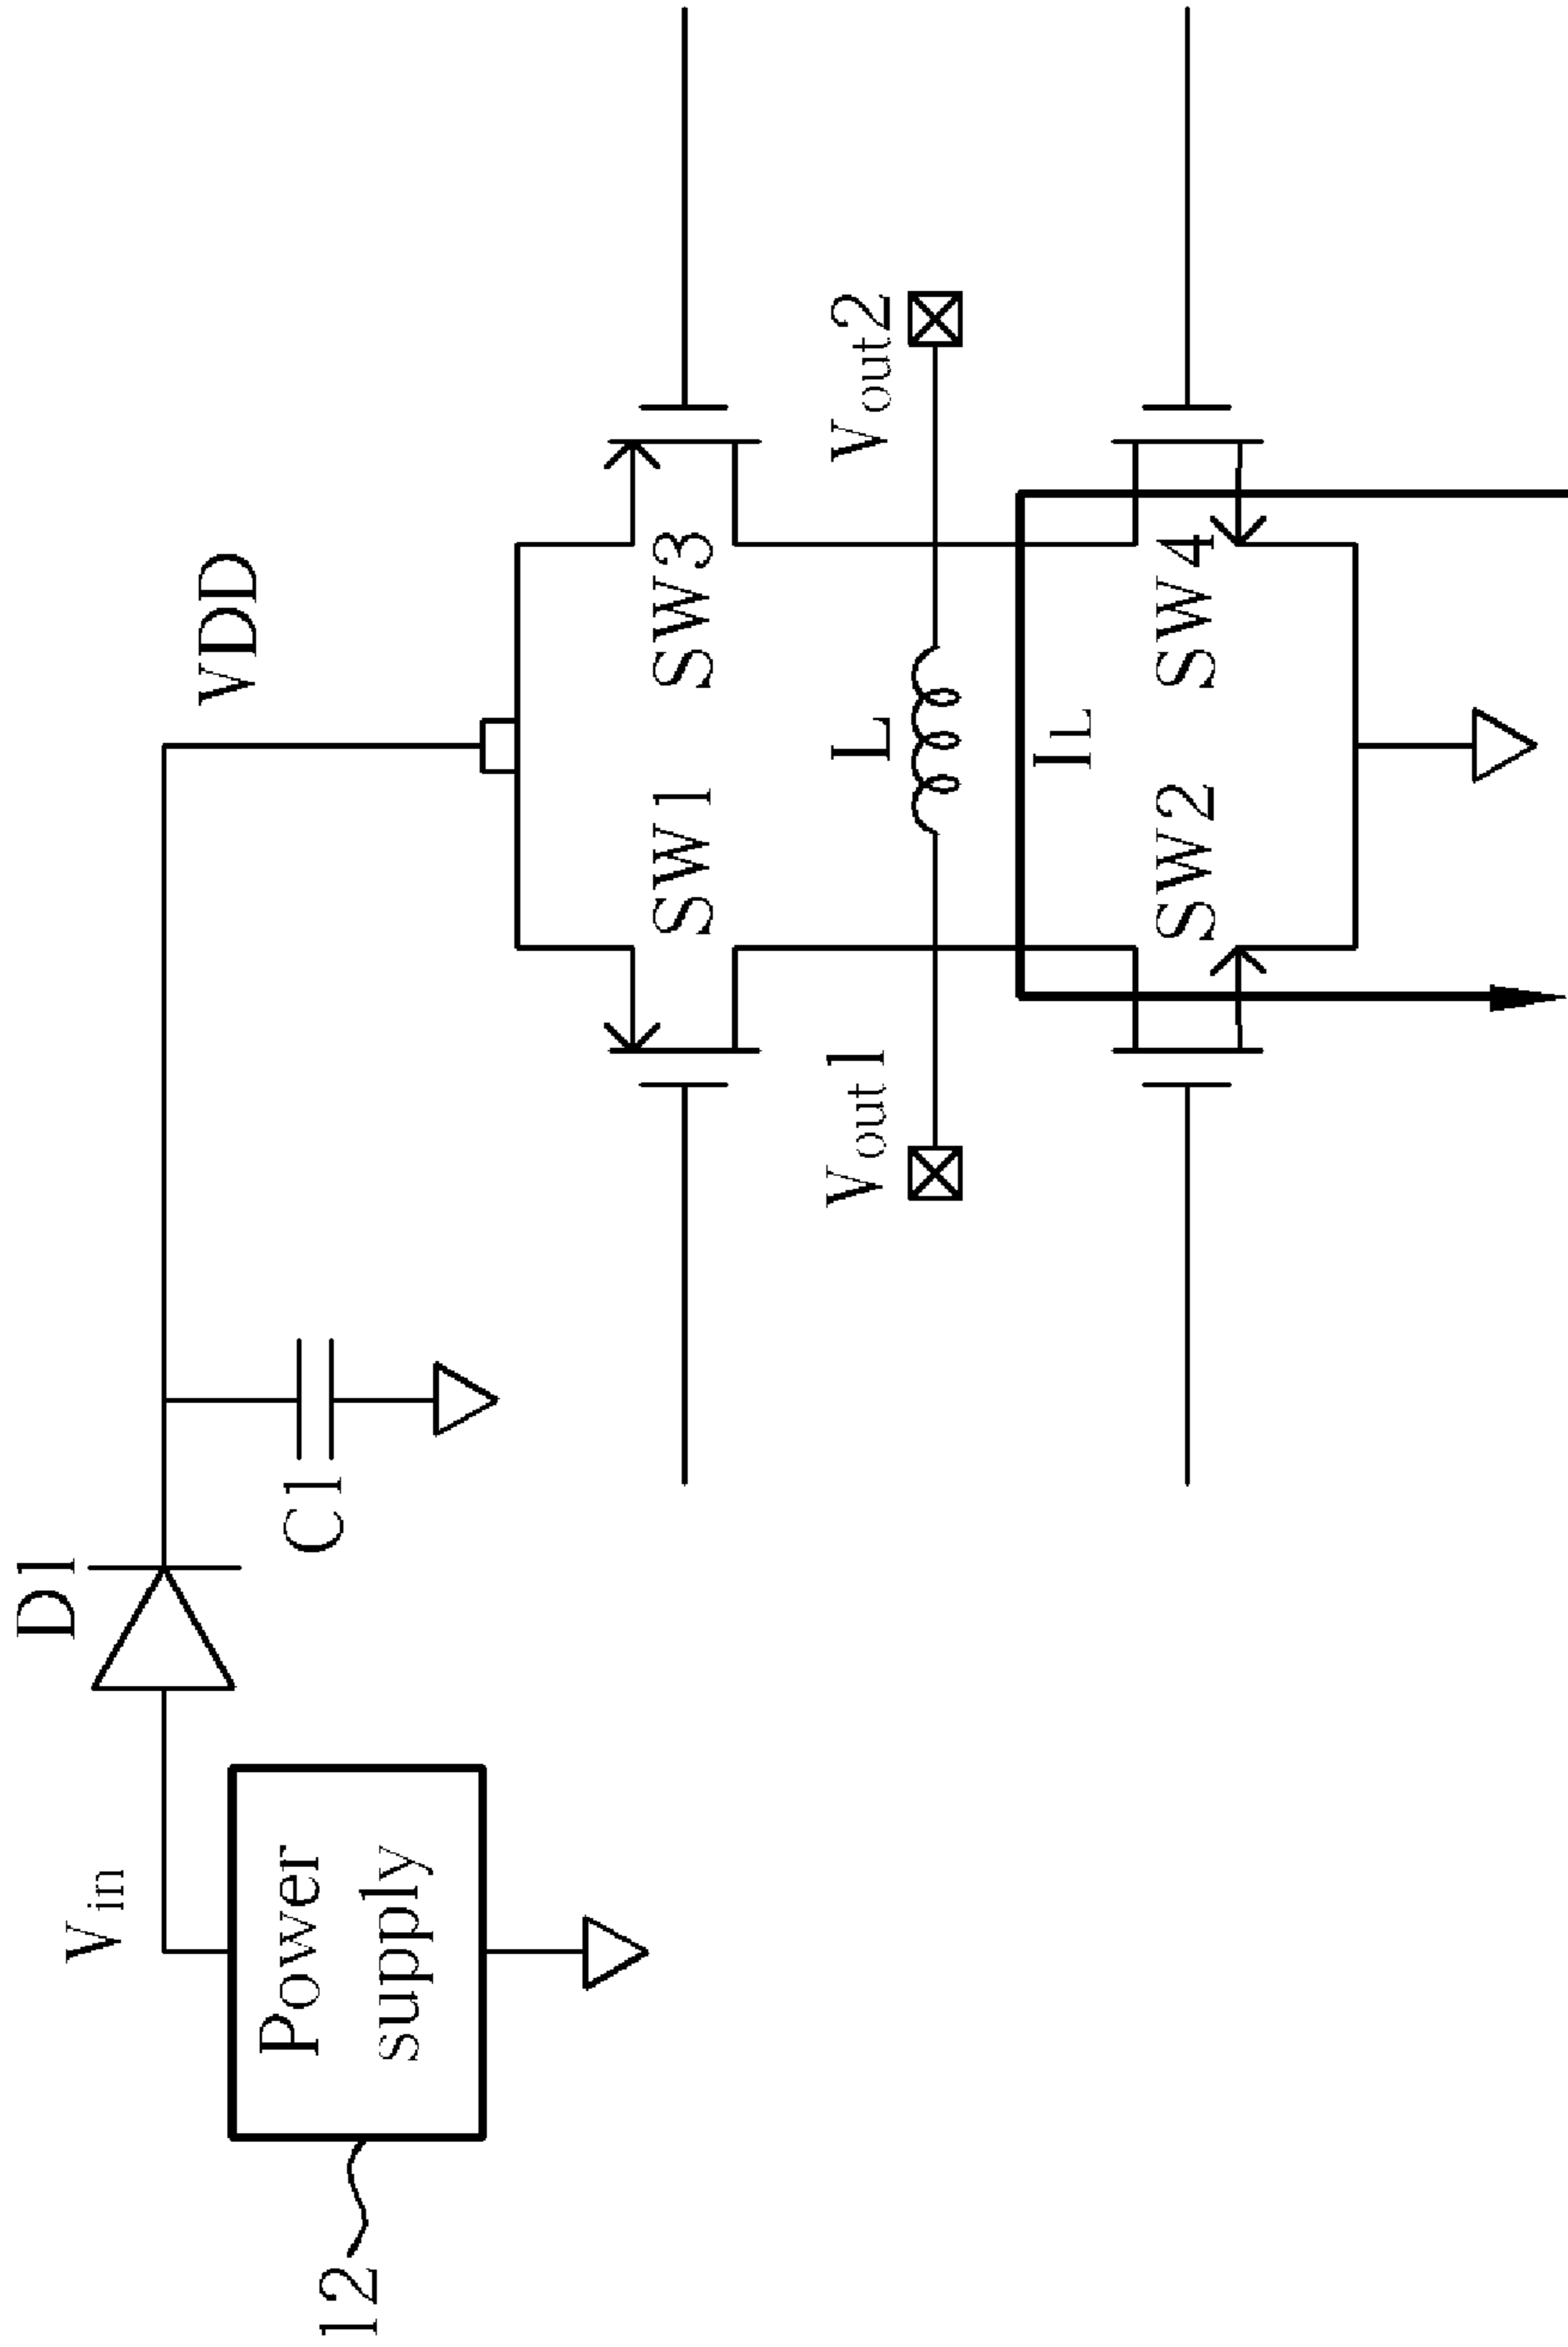 D1
Vin
VDD
C1
Power
supply
12
SW1
SW3
Vout1
L
Vout2
IL
SW2
SW4